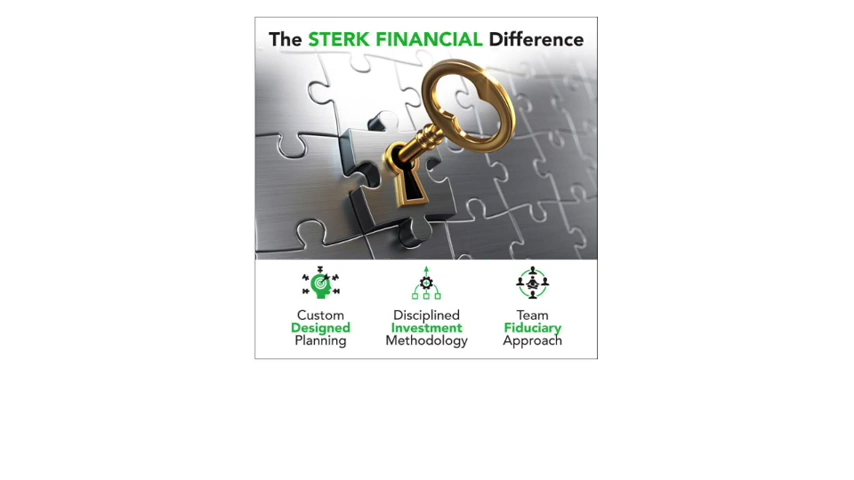 The STERK FINANCIAL Difference
Custom
Designed
Planning
Disciplined
Investment
Methodology
Team
Fiduciary
Approach